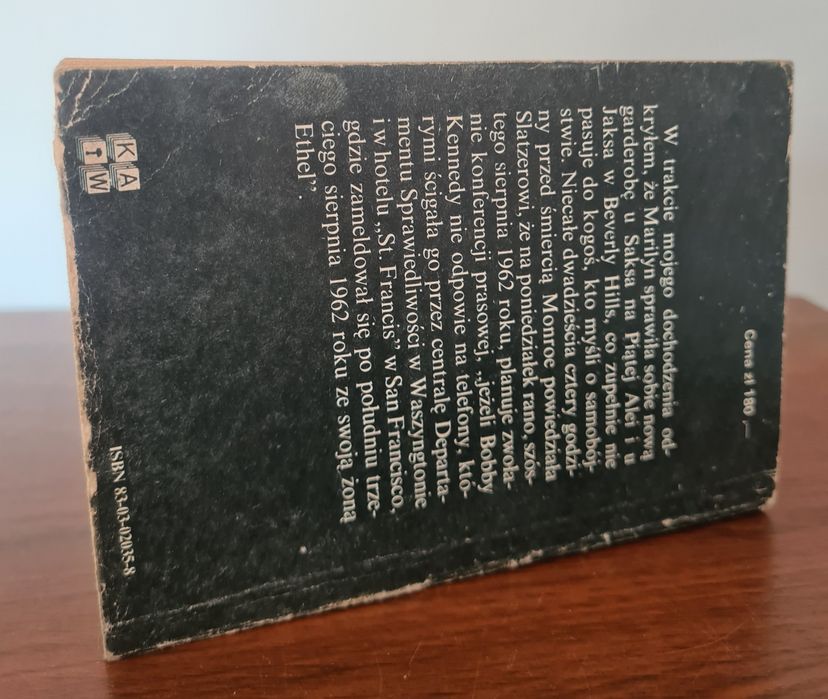 W trakcie mojego dochodzenia od-
kryłem, że Marilyn sprawiła sobie nową
garderobę u Saksa na Piątej Alei i u
Jaksa w Beverly Hills, co zupełnie nie
pasuje do kogoś, kto myśli o samobój-
stwie. Niecałe dwadzieścia cztery godzi-
ny przed śmiercią Monroe powiedziała
Slatzerowi, że na poniedziałek rano, szós-
tego sierpnia 1962 roku, planuje zwoła-
nie konferencji prasowej, „jeżeli Bobby
Kennedy nie odpowie na telefony, któ-
rymi ścigała go przez centralę Departa-
mentu Sprawiedliwości w Waszyngtonie
i w hotelu „St. Francis” w San Francisco,
gdzie zameldował się po południu trze-
ciego sierpnia 1962 roku ze swoją żoną
Ethel”.
Cena zł 180,—
KA
TW
ISBN 83-03-02035-8